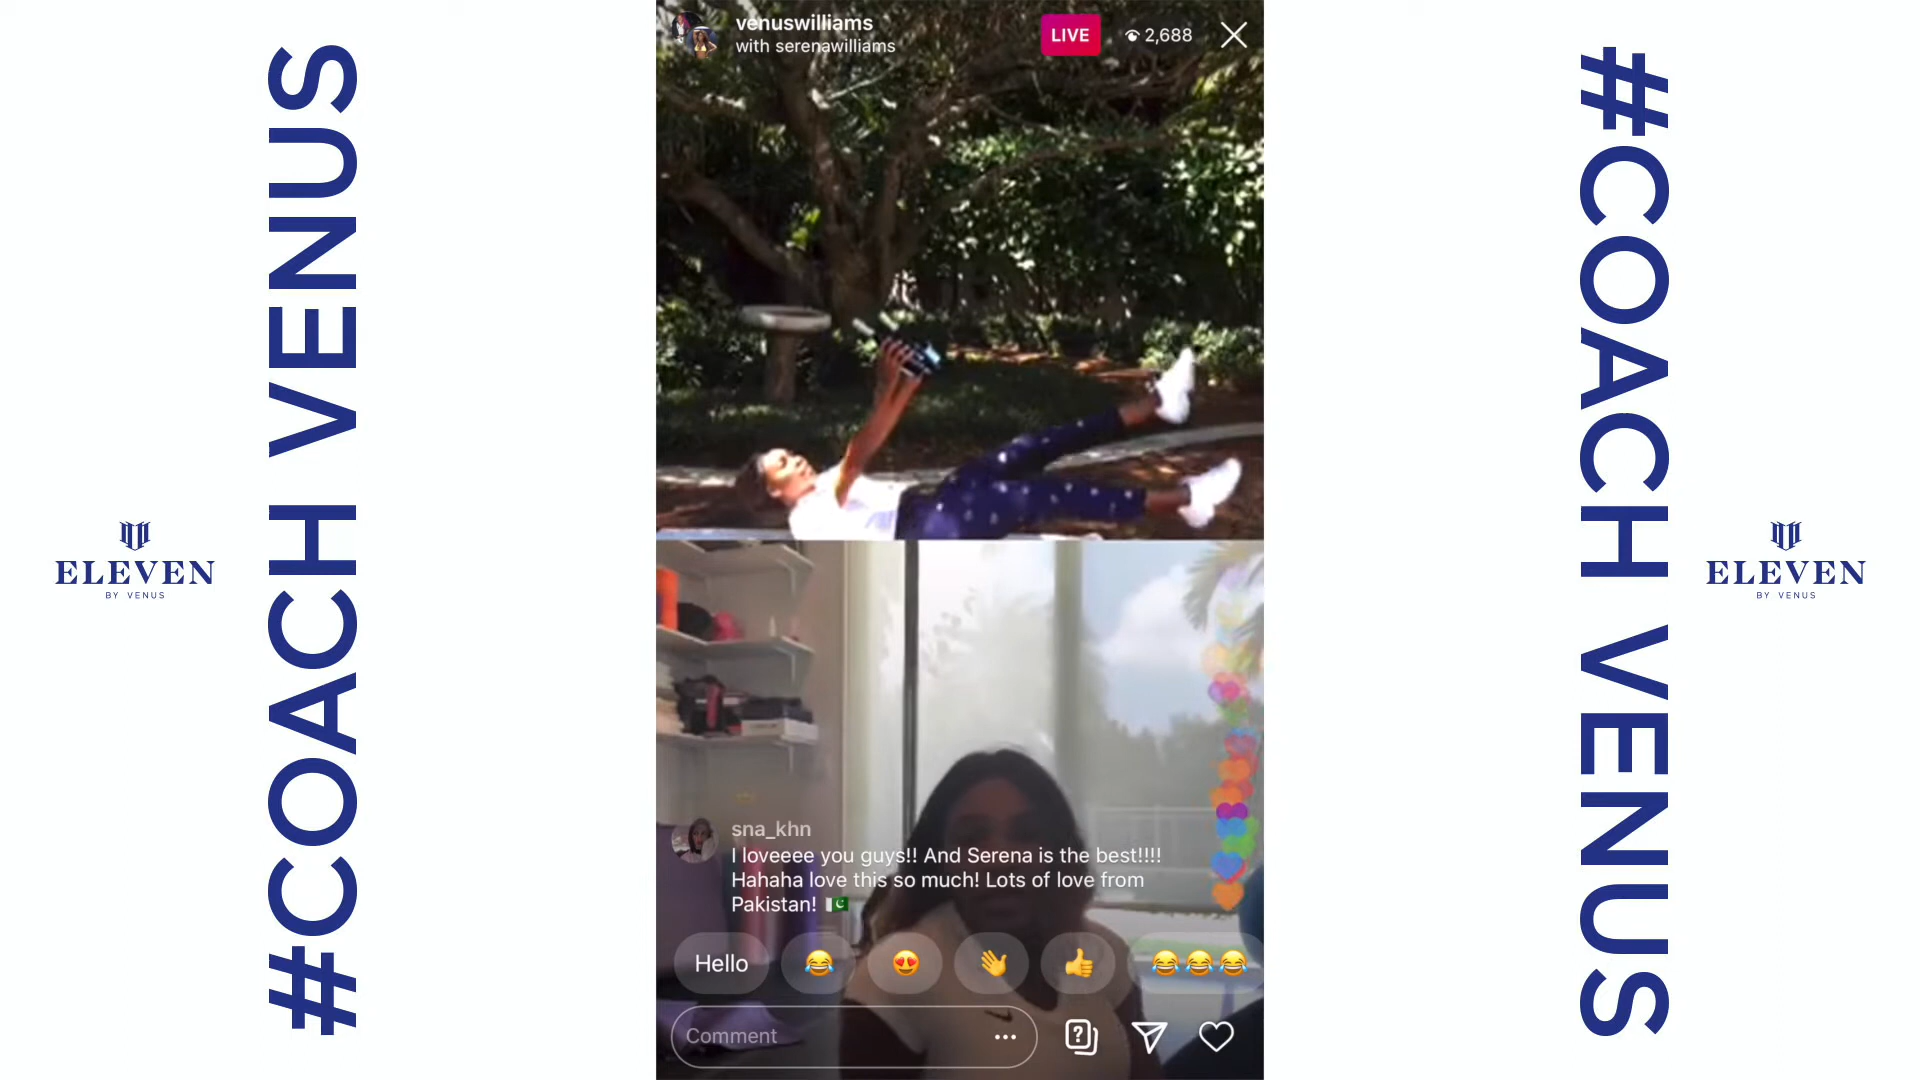 #COACH VENUS
ELEVEN
BY VENUS
venuswilliams
with serenawilliams
LIVE
2,688
sna_khn
I loveeee you guys!! And Serena is the best!!!!
Hahaha love this so much! Lots of love from
Pakistan! 🇵🇰
Hello
Comment
#COACH VENUS
ELEVEN
BY VENUS